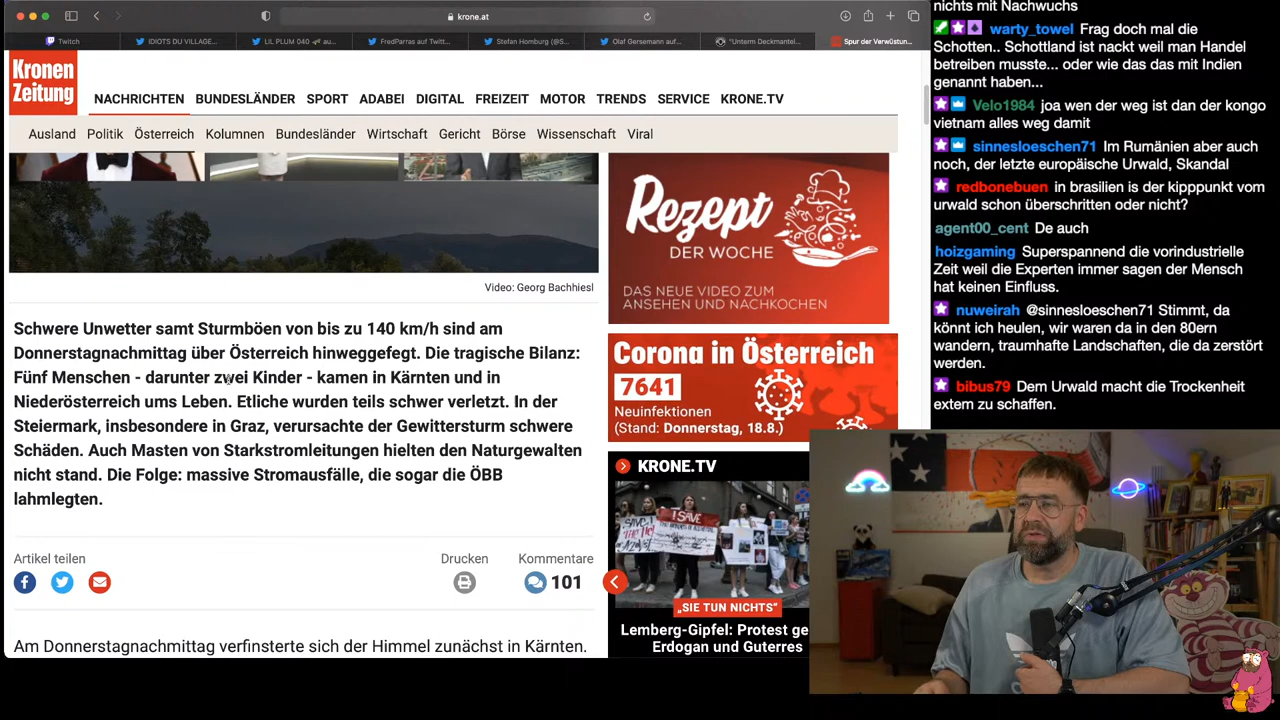 krone.at
Twitch
IDIOTS DU VILLAGE...
LIL PLUM 040 au...
FredParras auf Twitt...
Stefan Homburg (@S...
Olaf Gersemann auf...
"Unterm Deckmantel...
Spur der Verwüstun...
Kronen
Zeitung
NACHRICHTEN BUNDESLÄNDER SPORT ADABEI DIGITAL FREIZEIT MOTOR TRENDS SERVICE KRONE.TV
Ausland Politik Österreich Kolumnen Bundesländer Wirtschaft Gericht Börse Wissenschaft Viral
Video: Georg Bachhiesl
Schwere Unwetter samt Sturmböen von bis zu 140 km/h sind am
Donnerstagnachmittag über Österreich hinweggefegt. Die tragische Bilanz:
Fünf Menschen - darunter zwei Kinder - kamen in Kärnten und in
Niederösterreich ums Leben. Etliche wurden teils schwer verletzt. In der
Steiermark, insbesondere in Graz, verursachte der Gewittersturm schwere
Schäden. Auch Masten von Starkstromleitungen hielten den Naturgewalten
nicht stand. Die Folge: massive Stromausfälle, die sogar die ÖBB
lahmlegten.
Artikel teilen
Drucken
Kommentare
101
Am Donnerstagnachmittag verfinsterte sich der Himmel zunächst in Kärnten.
Rezept
DER WOCHE
DAS NEUE VIDEO ZUM
ANSEHEN UND NACHKOCHEN
Corona in Österreich
7641
Neuinfektionen
(Stand: Donnerstag, 18.8.)
KRONE.TV
I SAVE
„SIE TUN NICHTS“
Lemberg-Gipfel: Protest ge
Erdogan und Guterres
nichts mit Nachwuchs
warty_towel Frag doch mal die
Schotten.. Schottland ist nackt weil man Handel
betreiben musste... oder wie das das mit Indien
genannt haben...
Velo1984 joa wen der weg ist dan der kongo
vietnam alles weg damit
sinnesloeschen71 Im Rumänien aber auch
noch, der letzte europäische Urwald, Skandal
redbonebuen in brasilien is der kipppunkt vom
urwald schon überschritten oder nicht?
agent00_cent De auch
hoizgaming Superspannend die vorindustrielle
Zeit weil die Experten immer sagen der Mensch
hat keinen Einfluss.
nuweirah @sinnesloeschen71 Stimmt, da
könnt ich heulen, wir waren da in den 80ern
wandern, traumhafte Landschaften, die da zerstört
werden.
bibus79 Dem Urwald macht die Trockenheit
extem zu schaffen.